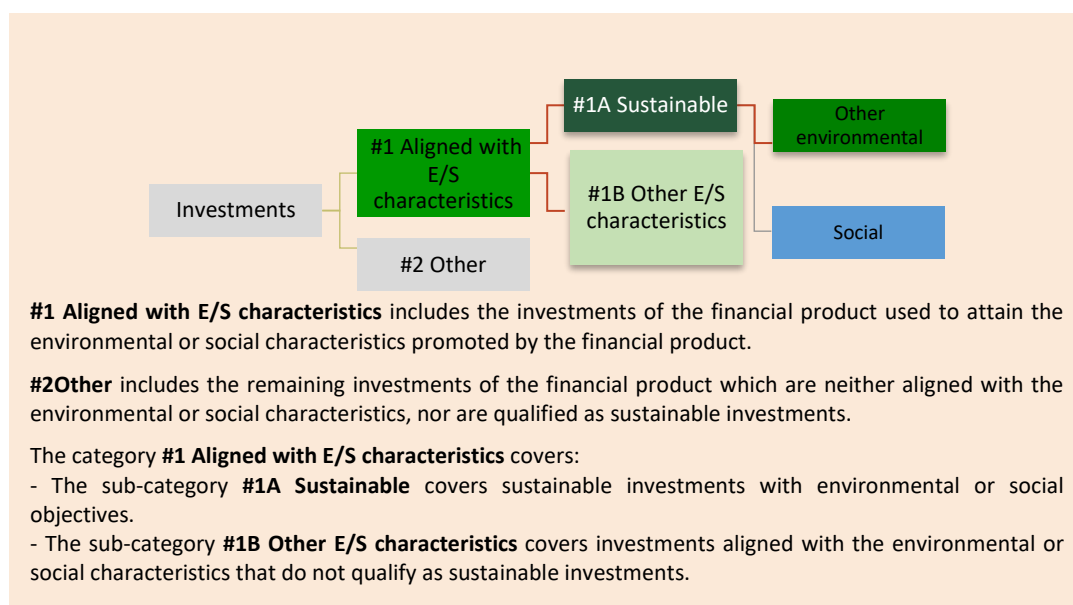 Investments
#1 Aligned with
E/S
characteristics
#2 Other
#1A Sustainable
#1B Other E/S
characteristics
Other
environmental
Social
#1 Aligned with E/S characteristics includes the investments of the financial product used to attain the
environmental or social characteristics promoted by the financial product.
#2Other includes the remaining investments of the financial product which are neither aligned with the
environmental or social characteristics, nor are qualified as sustainable investments.
The category #1 Aligned with E/S characteristics covers:
- The sub-category #1A Sustainable covers sustainable investments with environmental or social
objectives.
- The sub-category #1B Other E/S characteristics covers investments aligned with the environmental or
social characteristics that do not qualify as sustainable investments.